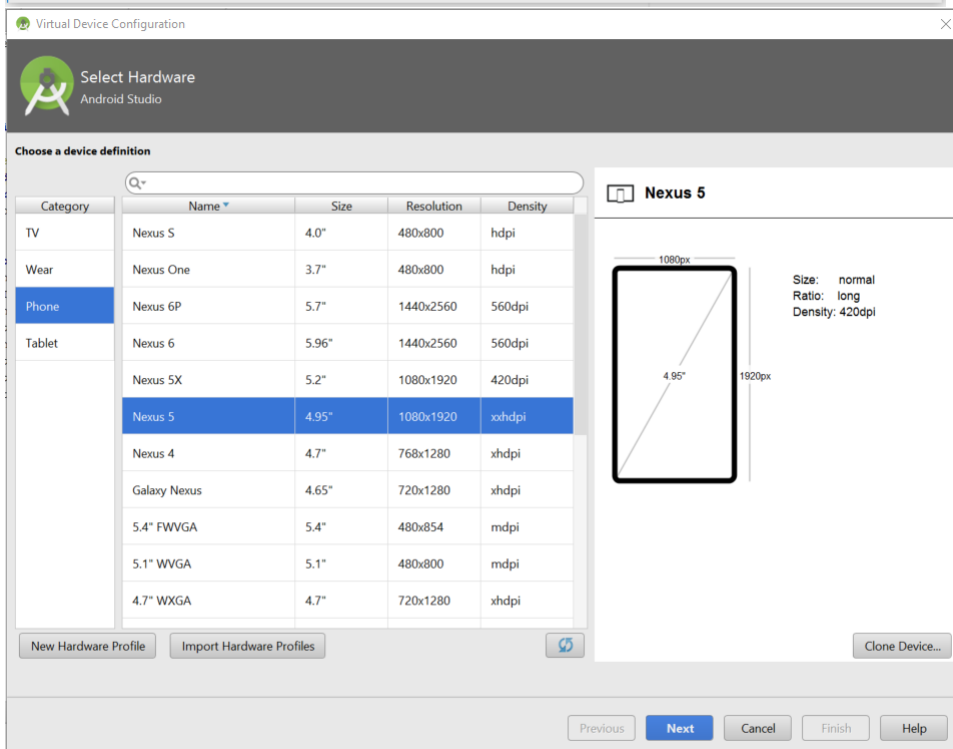 Virtual Device Configuration
Select Hardware
Android Studio
Choose a device definition
Category Name Size Resolution Density
TV
Wear
Phone
Tablet
Nexus S 4.0" 480x800 hdpi
Nexus One 3.7" 480x800 hdpi
Nexus 6P 5.7" 1440x2560 560dpi
Nexus 6 5.96" 1440x2560 560dpi
Nexus 5X 5.2" 1080x1920 420dpi
Nexus 5 4.95" 1080x1920 xxhdpi
Nexus 4 4.7" 768x1280 xhdpi
Galaxy Nexus 4.65" 720x1280 xhdpi
5.4" FWVGA 5.4" 480x854 mdpi
5.1" WVGA 5.1" 480x800 mdpi
4.7" WXGA 4.7" 720x1280 xhdpi
New Hardware Profile Import Hardware Profiles
Nexus 5
1080px
4.95"
1920px
Size: normal
Ratio: long
Density: 420dpi
Clone Device...
Previous Next Cancel Finish Help